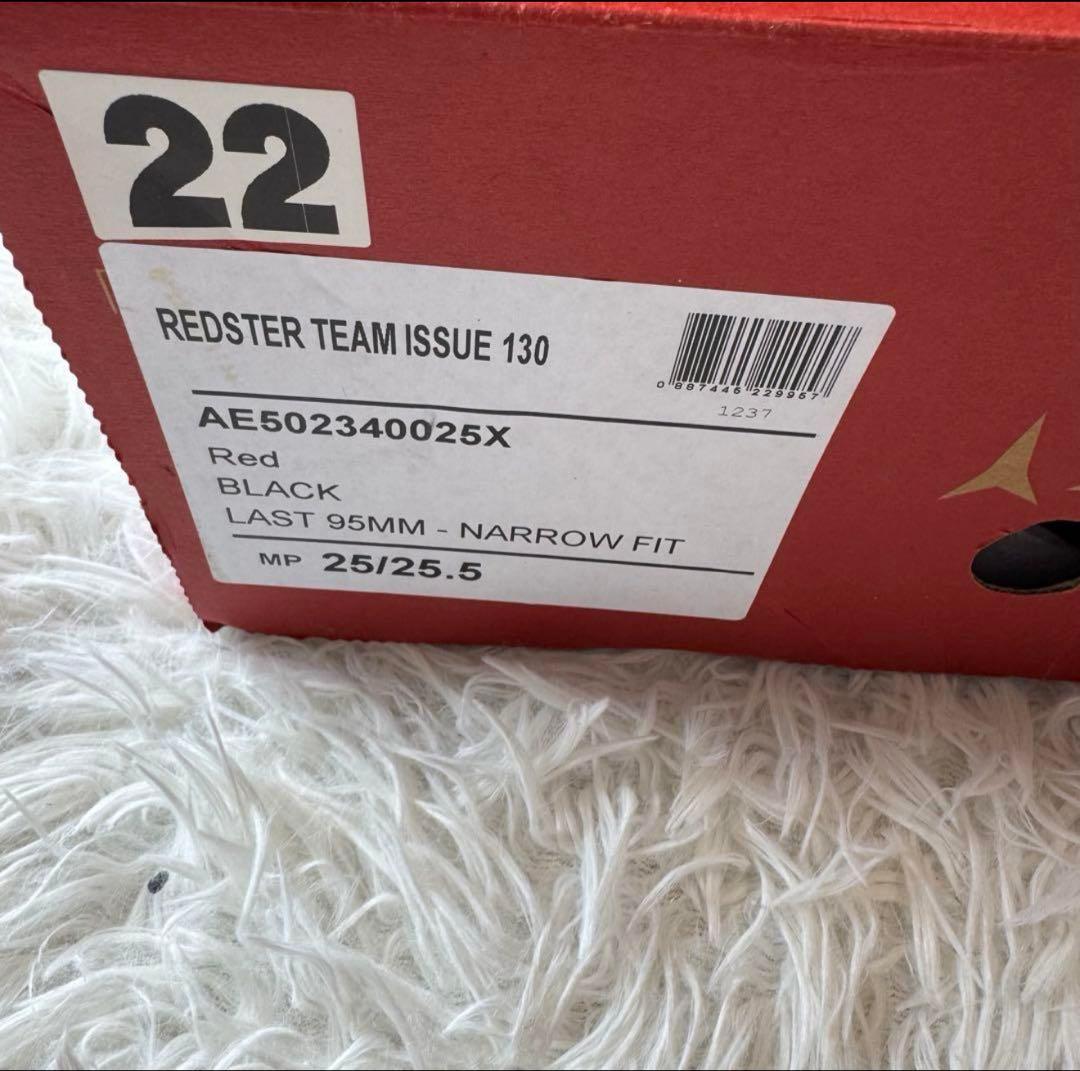 22
REDSTER TEAM ISSUE 130
0 887445 229957
1237
AE502340025X
Red
BLACK
LAST 95MM - NARROW FIT
MP 25/25.5